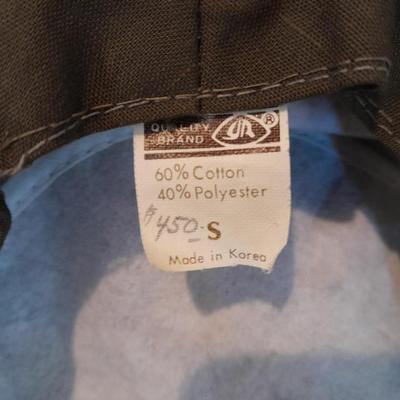 QUALITY
BRAND
®
60% Cotton
40% Polyester
$450 S
Made in Korea